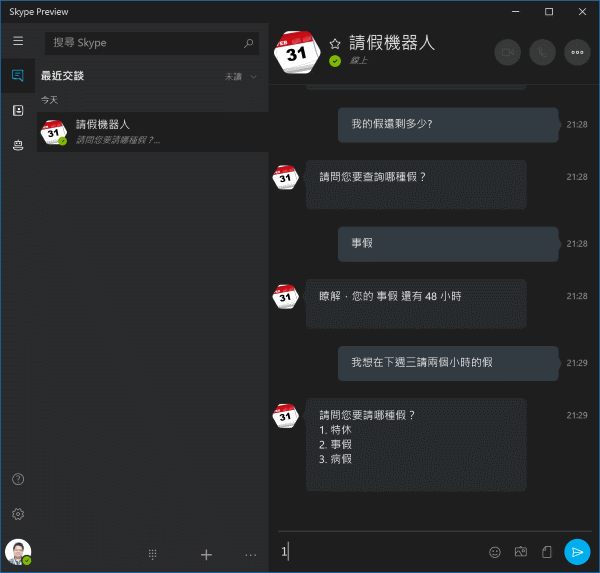 Skype Preview
搜尋 Skype
最近交談
未讀
今天
請假機器人
請問您要請哪種假？...
31
請假機器人
線上
31
我的假還剩多少?
21:28
31
請問您要查詢哪種假？
21:28
事假
21:28
31
瞭解，您的 事假 還有 48 小時
21:28
我想在下週三請兩個小時的假
21:29
31
請問您要請哪種假？
21:29
1. 特休
2. 事假
3. 病假
1